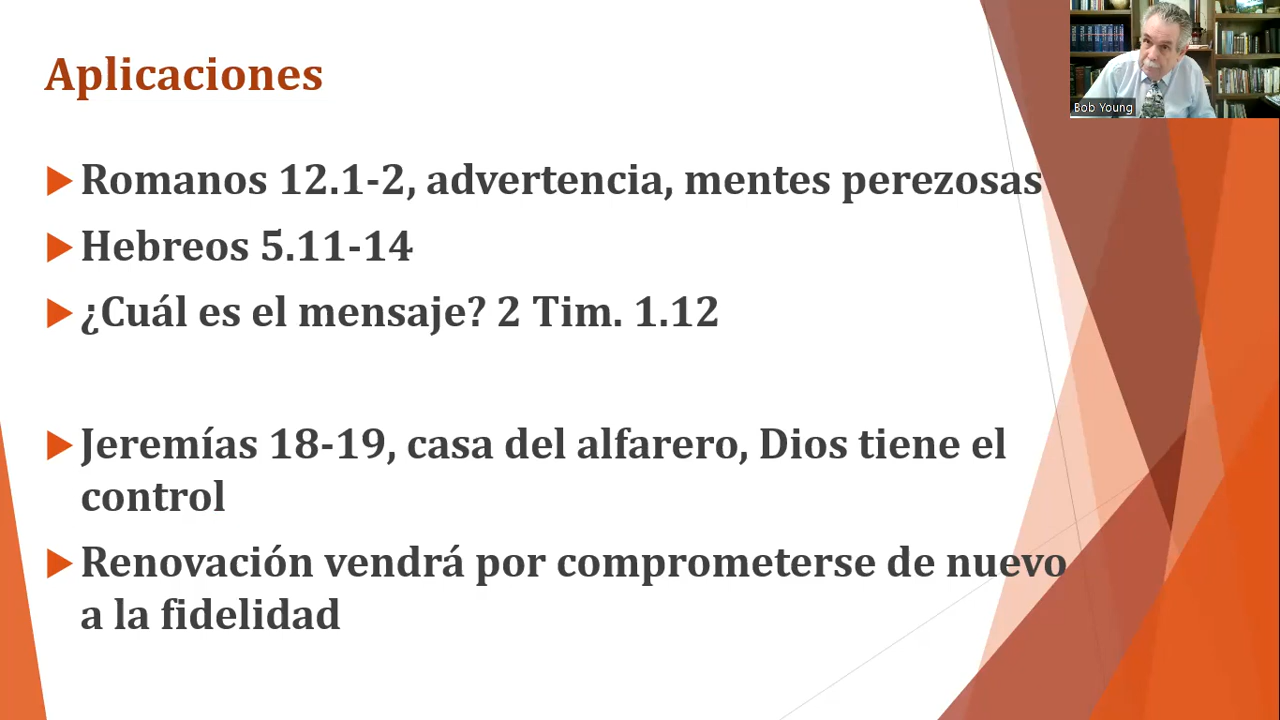 Aplicaciones
Bob Young
Romanos 12.1-2, advertencia, mentes perezosas
Hebreos 5.11-14
¿Cuál es el mensaje? 2 Tim. 1.12
Jeremías 18-19, casa del alfarero, Dios tiene el
control
Renovación vendrá por comprometerse de nuevo
a la fidelidad